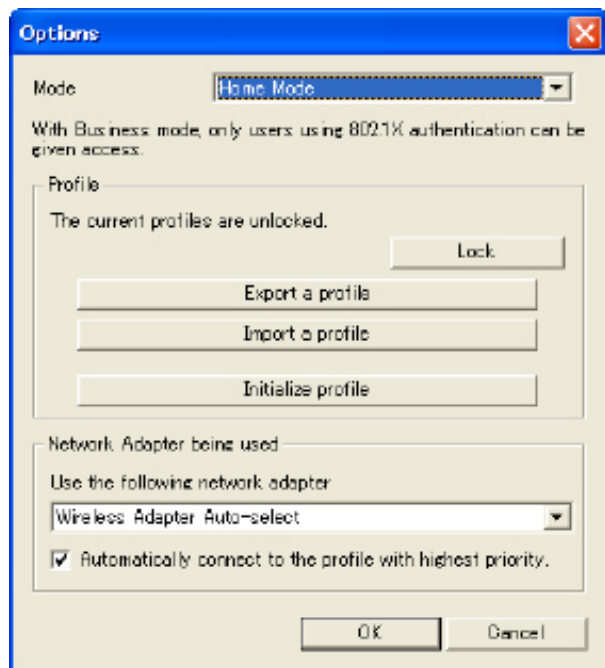 Options
Mode
Home Mode
With Business mode, only users using 802.1X authentication can be
given access.
Profile
The current profiles are unlocked.
Lock
Export a profile
Import a profile
Initialize profile
Network Adapter being used
Use the following network adapter
Wireless Adapter Auto-select
Automatically connect to the profile with highest priority.
OK
Cancel